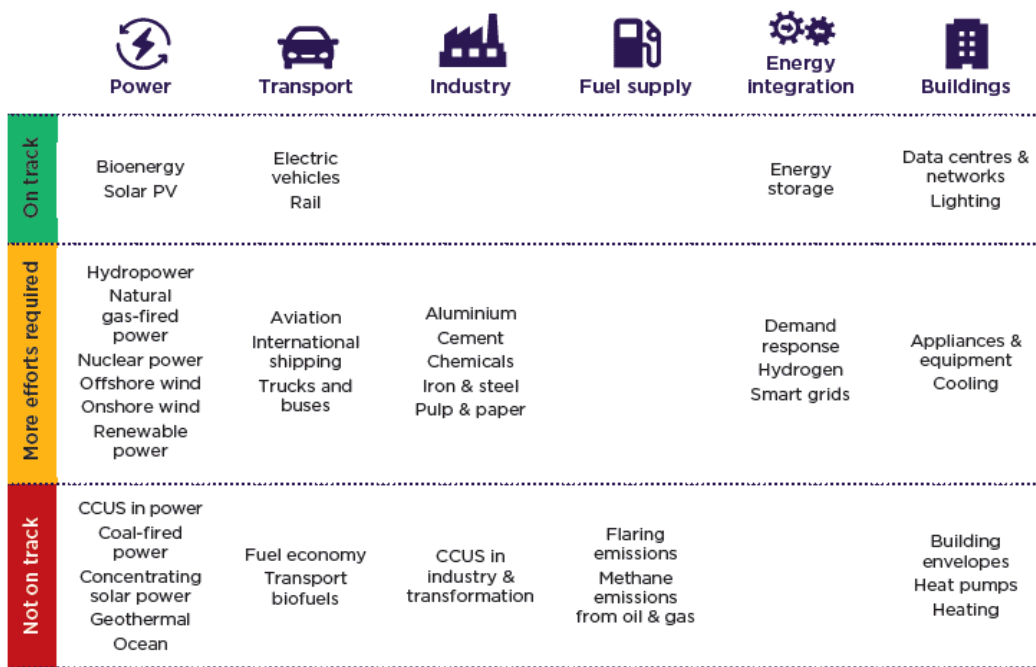 Power
Transport
Industry
Fuel supply
Energy
integration
Buildings
On track
Bioenergy
Solar PV
Electric
vehicles
Rail
Energy
storage
Data centres &
networks
Lighting
More efforts required
Hydropower
Natural
gas-fired
power
Nuclear power
Offshore wind
Onshore wind
Renewable
power
Aviation
International
shipping
Trucks and
buses
Aluminium
Cement
Chemicals
Iron & steel
Pulp & paper
Demand
response
Hydrogen
Smart grids
Appliances &
equipment
Cooling
Not on track
CCUS in power
Coal-fired
power
Concentrating
solar power
Geothermal
Ocean
Fuel economy
Transport
biofuels
CCUS in
industry &
transformation
Flaring
emissions
Methane
emissions
from oil & gas
Building
envelopes
Heat pumps
Heating